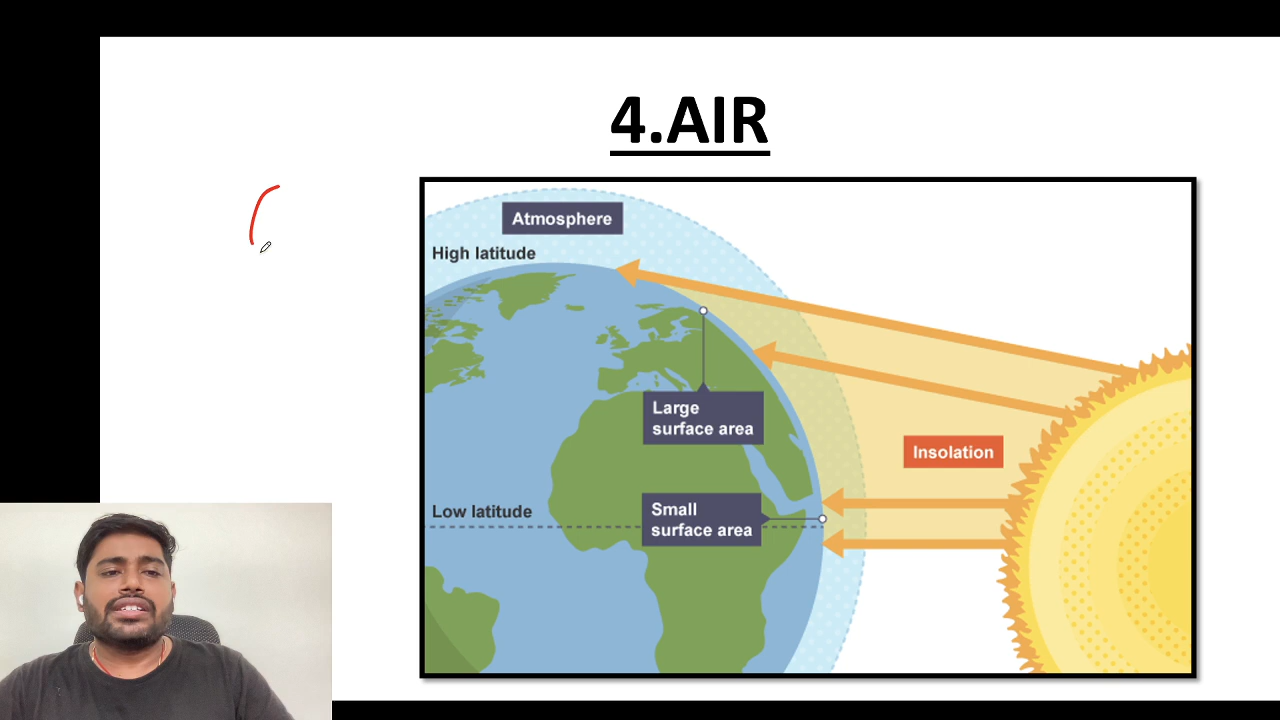 4.AIR
Atmosphere
High latitude
Large
surface area
Insolation
Low latitude
Small
surface area